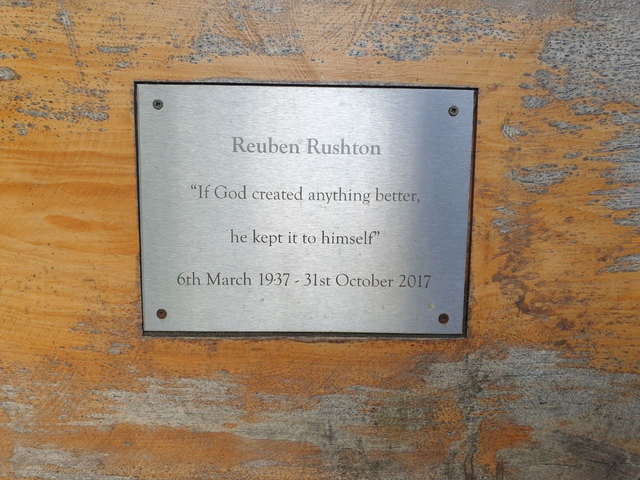 Reuben Rushton
“If God created anything better,
he kept it to himself”
6th March 1937 - 31st October 2017